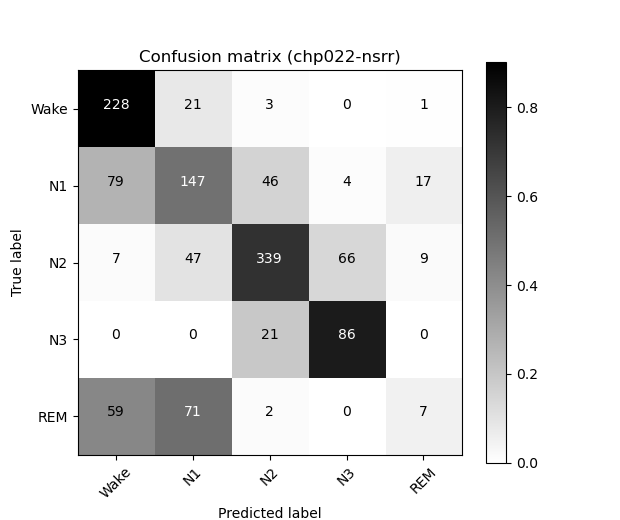 Confusion matrix (chp022-nsrr)
Wake 228 21 3 0 1
N1 79 147 46 4 17
N2 7 47 339 66 9
N3 0 0 21 86 0
REM 59 71 2 0 7
Wake N1 N2 N3 REM
Predicted label
True label
0.8
0.6
0.4
0.2
0.0